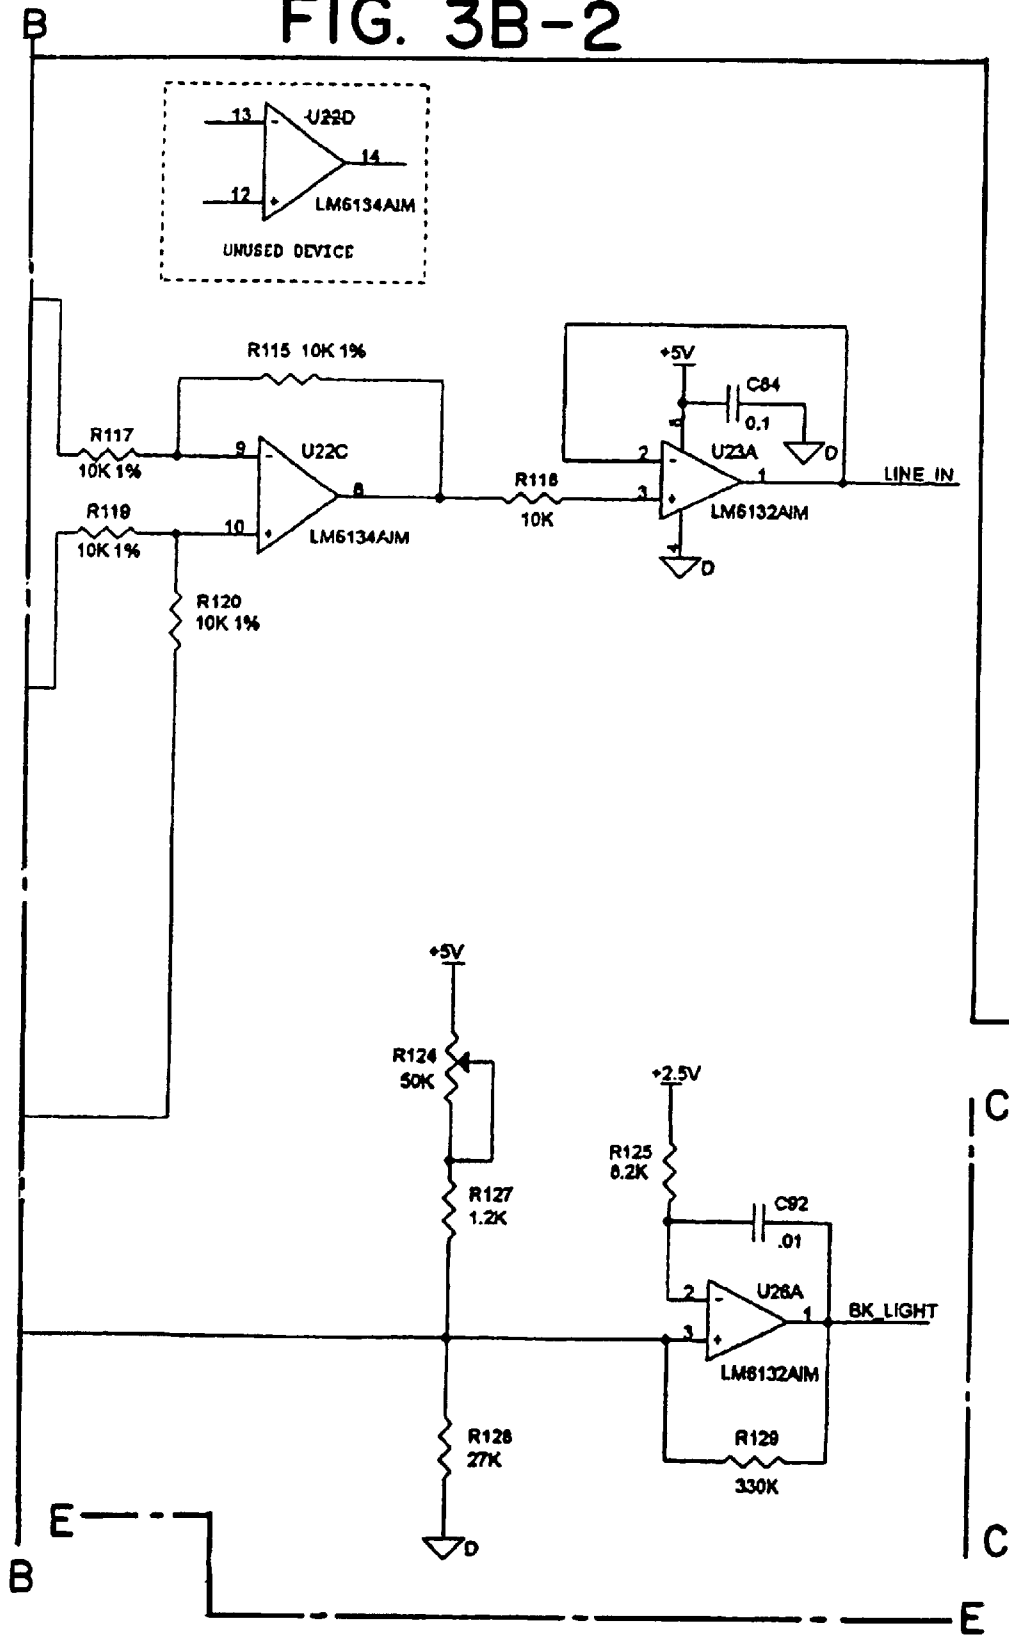 B
FIG. 3B-2
13
-
U22D
14
12
+
LM6134AIM
UNUSED DEVICE
R115 10K 1%
+5V
C84
0.1
D
R117
10K 1%
9
-
U22C
8
10
+
LM6134AIM
R119
10K 1%
R120
10K 1%
R118
10K
2
-
8
U23A
1
3
+
LM6132AIM
4
D
LINE_IN
+5V
R124
50K
R127
1.2K
+2.5V
R125
8.2K
C92
.01
2
-
U26A
1
3
+
LM6132AIM
BK_LIGHT
R128
27K
R129
330K
D
C
C
E
B
E